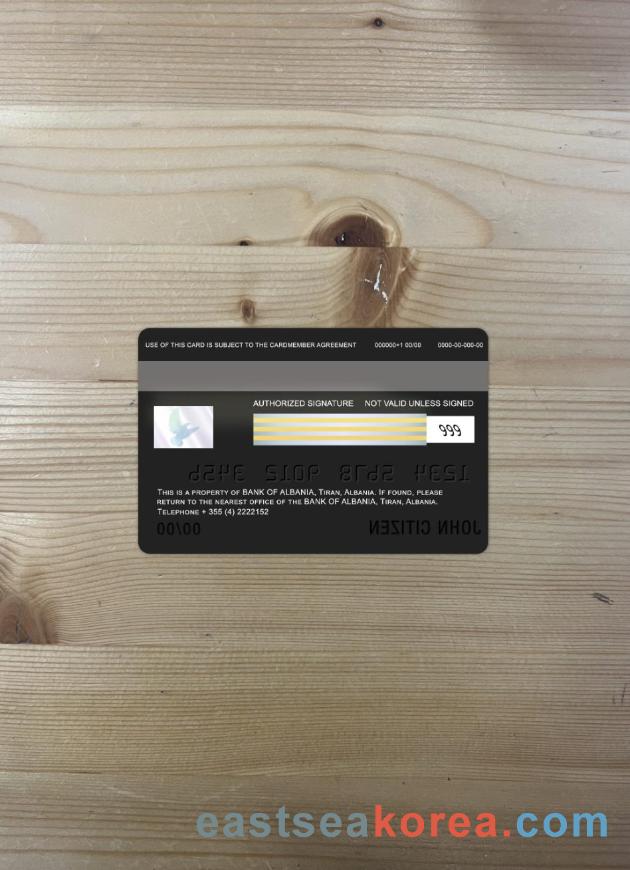 USE OF THIS CARD IS SUBJECT TO THE CARDMEMBER AGREEMENT 000000+1 00/00 0000-00-000-00
AUTHORIZED SIGNATURE NOT VALID UNLESS SIGNED
999
1234 5678 9012 3456
THIS IS A PROPERTY OF BANK OF ALBANIA, TIRAN, ALBANIA. IF FOUND, PLEASE
RETURN TO THE NEAREST OFFICE OF THE BANK OF ALBANIA, TIRAN, ALBANIA.
TELEPHONE + 355 (4) 2222152
JOHN CITIZEN 00/00
eastseakorea.com